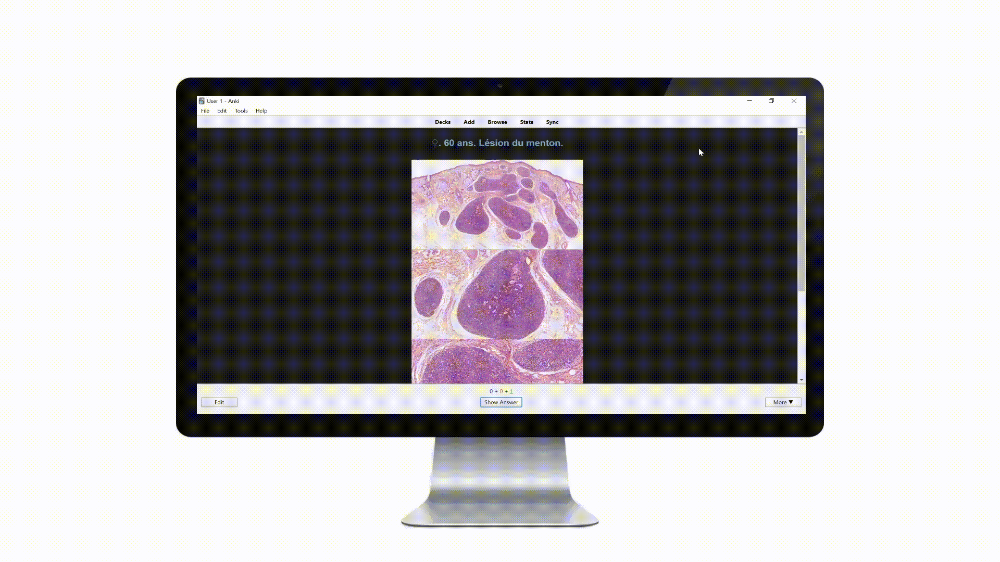 User 1 - Anki
File Edit Tools Help
Decks Add Browse Stats Sync
♀. 60 ans. Lésion du menton.
0 + 0 + 1
Edit Show Answer More ▼